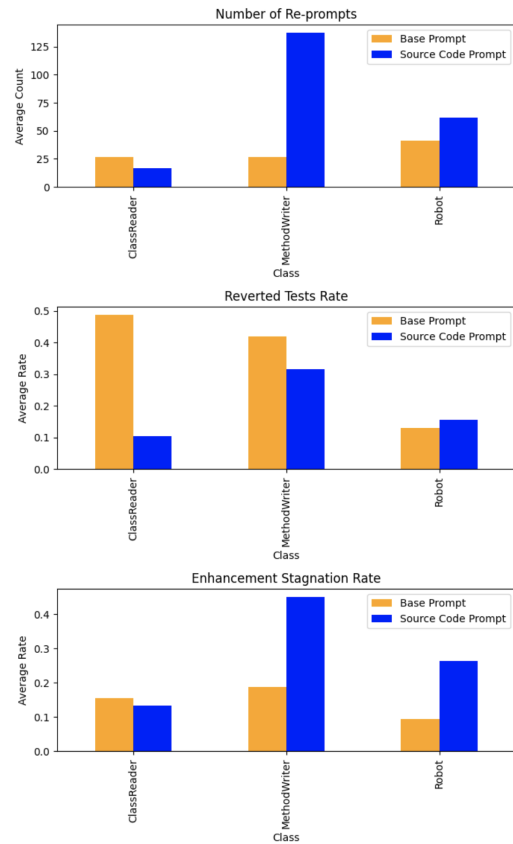 Number of Re-prompts
Base Prompt
Source Code Prompt
125
100
75
50
25
0
Average Count
ClassReader
MethodWriter
Robot
Class
Reverted Tests Rate
Base Prompt
Source Code Prompt
0.5
0.4
0.3
0.2
0.1
0.0
Average Rate
ClassReader
MethodWriter
Robot
Class
Enhancement Stagnation Rate
Base Prompt
Source Code Prompt
0.4
0.3
0.2
0.1
0.0
Average Rate
ClassReader
MethodWriter
Robot
Class